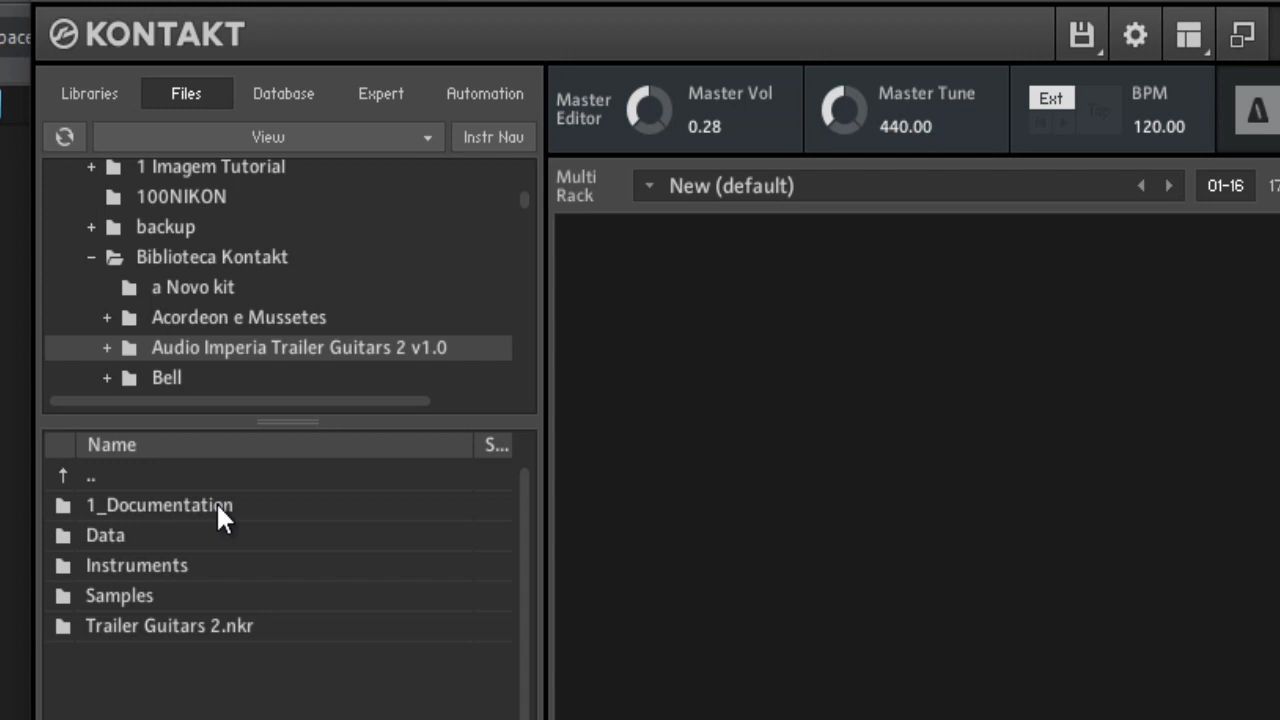 KONTAKT
Libraries Files Database Expert Automation
View Instr Nav
1 Imagem Tutorial
100NIKON
backup
Biblioteca Kontakt
a Novo kit
Acordeon e Mussetes
Audio Imperia Trailer Guitars 2 v1.0
Bell
Name S...
..
1_Documentation
Data
Instruments
Samples
Trailer Guitars 2.nkr
Master Editor
Master Vol
0.28
Master Tune
440.00
Ext
Tap
BPM
120.00
Multi Rack
New (default)
01-16